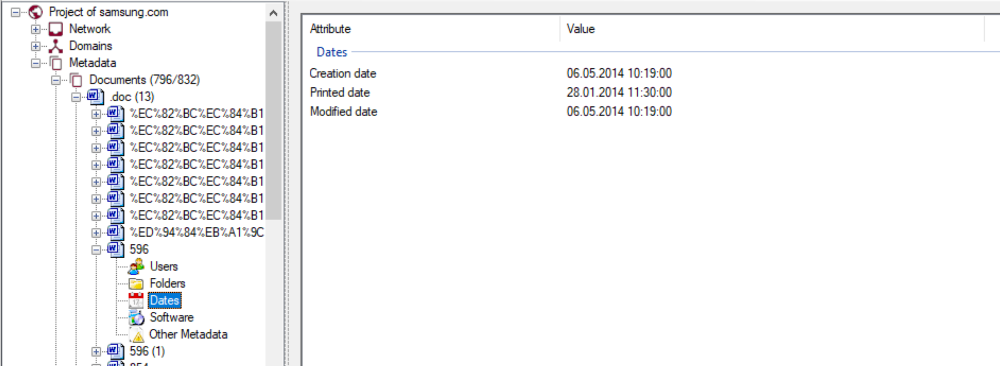 Project of samsung.com
Network
Domains
Metadata
Documents (796/832)
.doc (13)
%EC%82%BC%EC%84%B1
%EC%82%BC%EC%84%B1
%EC%82%BC%EC%84%B1
%EC%82%BC%EC%84%B1
%EC%82%BC%EC%84%B1
%EC%82%BC%EC%84%B1
%EC%82%BC%EC%84%B1
%ED%94%84%EB%A1%9C
596
Users
Folders
Dates
Software
Other Metadata
596 (1)
Attribute Value
Dates
Creation date 06.05.2014 10:19:00
Printed date 28.01.2014 11:30:00
Modified date 06.05.2014 10:19:00